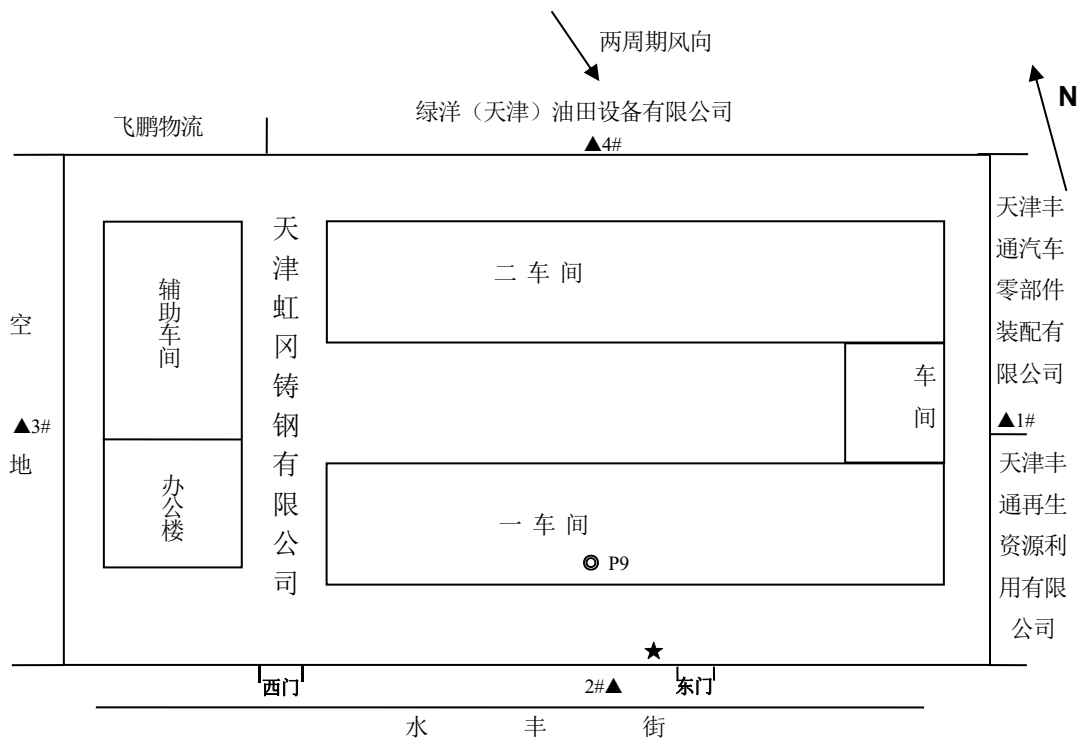 两周期风向
N
绿洋（天津）油田设备有限公司
飞鹏物流
▲4#
天津丰
通汽车
零部件
装配有
限公司
天津虹冈铸钢有限公司
二车间
辅助车间
空
地
车间
▲3#
▲1#
天津丰
通再生
资源利
用有限
公司
办公楼
一车间
P9
★
西门
2#▲
东门
水丰街